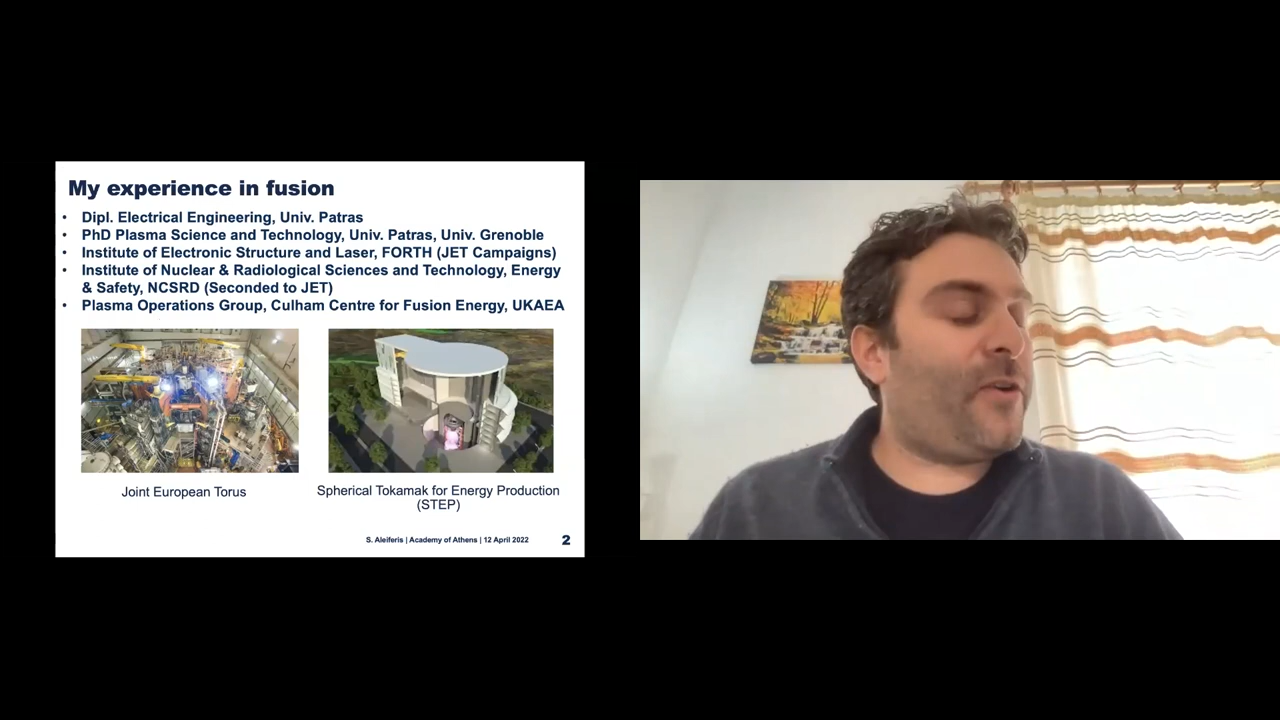 My experience in fusion
• Dipl. Electrical Engineering, Univ. Patras
• PhD Plasma Science and Technology, Univ. Patras, Univ. Grenoble
• Institute of Electronic Structure and Laser, FORTH (JET Campaigns)
• Institute of Nuclear & Radiological Sciences and Technology, Energy
& Safety, NCSRD (Seconded to JET)
• Plasma Operations Group, Culham Centre for Fusion Energy, UKAEA
Joint European Torus
Spherical Tokamak for Energy Production
(STEP)
S. Aleiferis | Academy of Athens | 12 April 2022
2